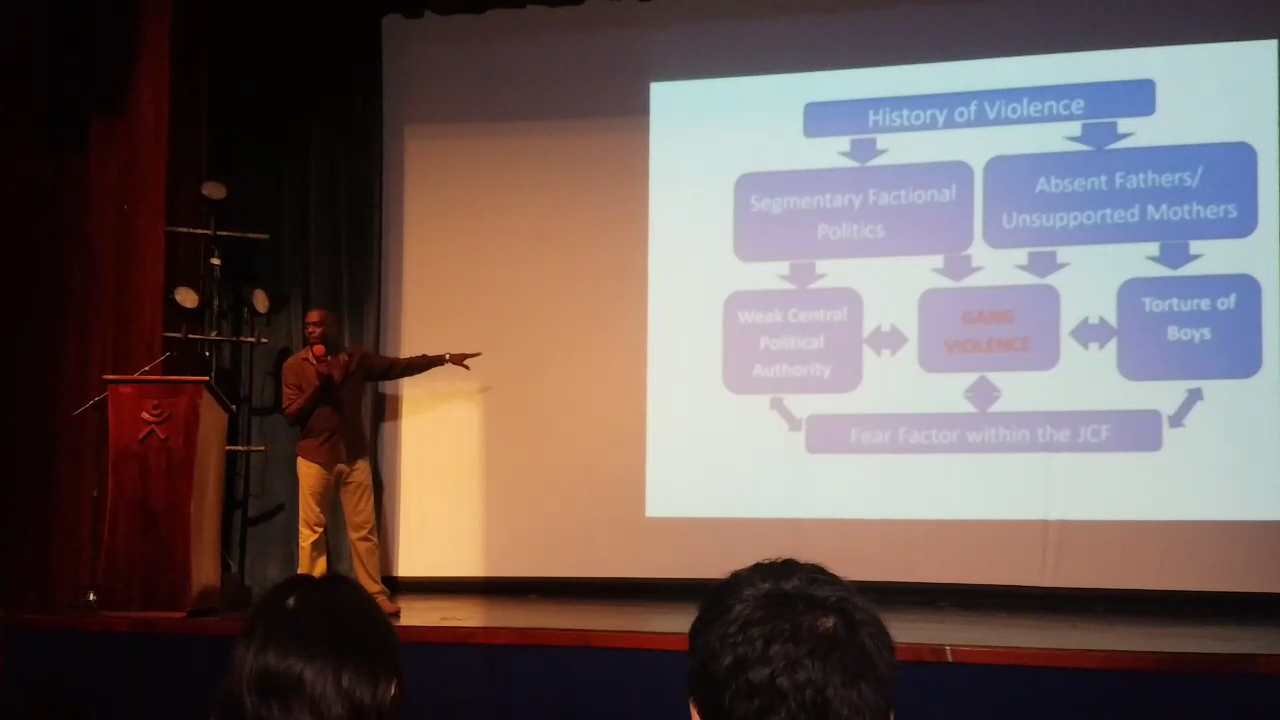 History of Violence
Segmentary Factional
Politics
Absent Fathers/
Unsupported Mothers
Weak Central
Political
Authority
GANG
VIOLENCE
Torture of
Boys
Fear Factor within the JCF